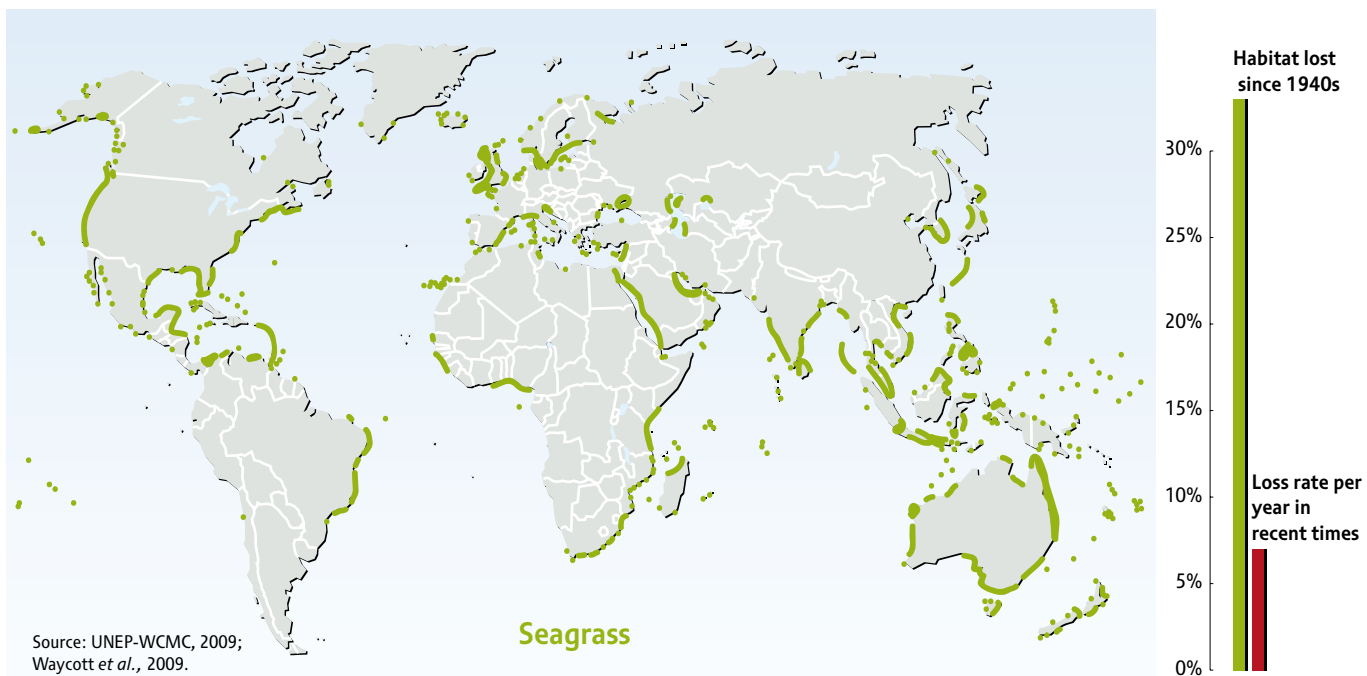 Habitat lost
since 1940s
30%
25%
20%
15%
10%
Loss rate per
year in
recent times
5%
0%
Seagrass
Source: UNEP-WCMC, 2009;
Waycott et al., 2009.